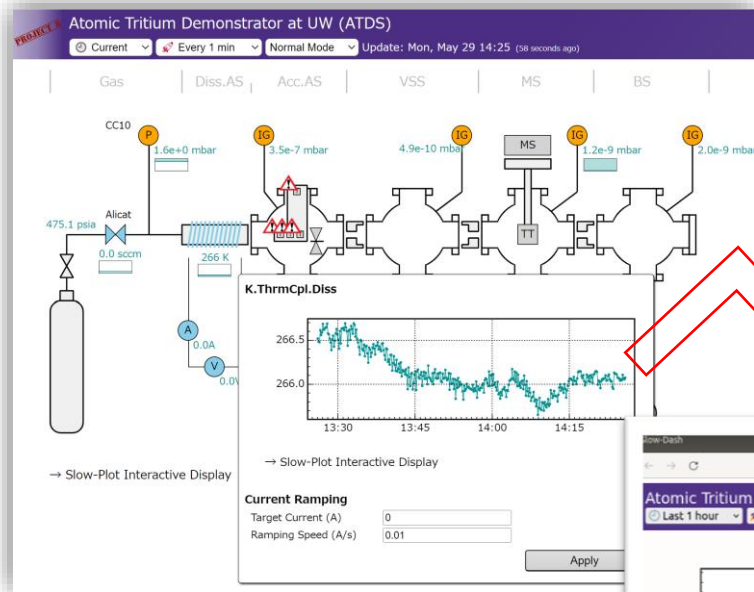 PROJECT 8
Atomic Tritium Demonstrator at UW (ATDS)
Current
Every 1 min
Normal Mode
Update: Mon, May 29 14:25 (58 seconds ago)
Gas
Diss.AS
Acc.AS
VSS
MS
BS
CC10
P
IG
IG
MS
IG
IG
1.6e+0 mbar
3.5e-7 mbar
4.9e-10 mbar
1.2e-9 mbar
2.0e-9 mbar
Alicat
475.1 psia
0.0 sccm
266 K
TT
A
0.0A
V
0.0V
K.ThrmCpl.Diss
266.5
266.0
13:30
13:45
14:00
14:15
→ Slow-Plot Interactive Display
→ Slow-Plot Interactive Display
Current Ramping
Target Current (A)
0
Ramping Speed (A/s)
0.01
Apply
Slow-Dash
Atomic Tritium
Last 1 hour